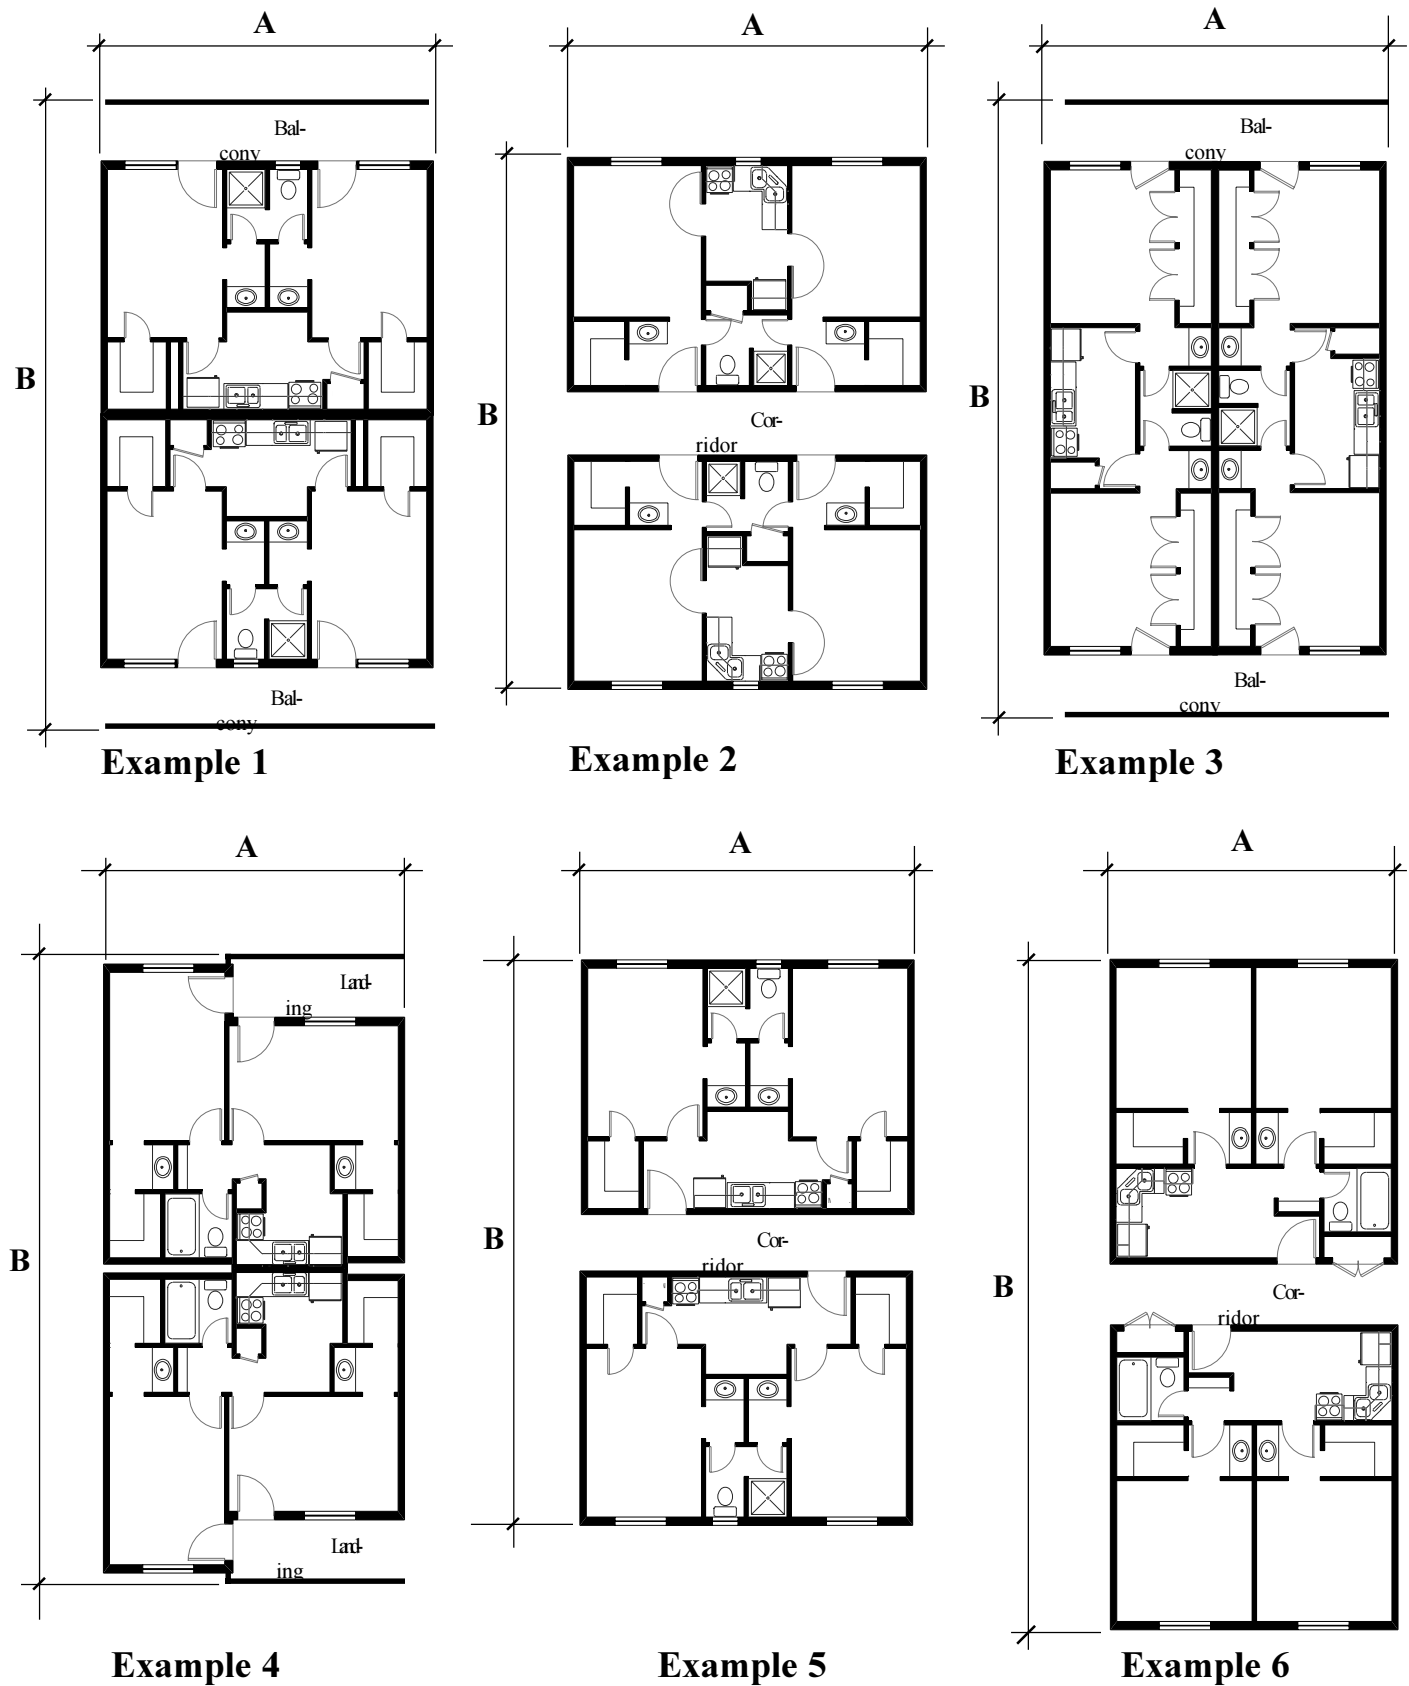 A
A
A
Bal-
cony
B
Bal-
cony
Example 1
B
Cor-
ridor
Example 2
Bal-
cony
B
Bal-
cony
Example 3
A
A
A
Land-
ing
B
Land-
ing
Example 4
B
Cor-
ridor
Example 5
B
Cor-
ridor
Example 6